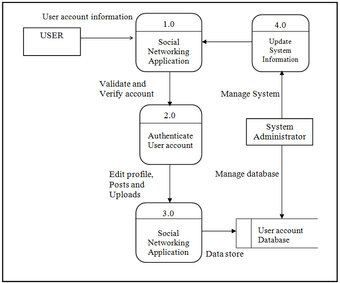 User account information
USER
1.0
Social
Networking
Application
4.0
Update
System
Information
Validate and
Verify account
Manage System
2.0
Authenticate
User account
System
Administrator
Edit profile,
Posts and
Uploads
Manage database
3.0
Social
Networking
Application
User account
Database
Data store